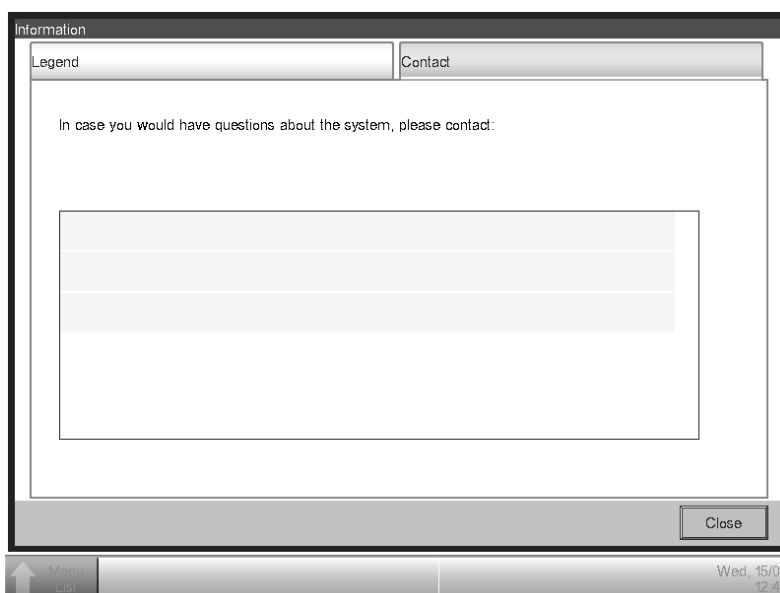 Information
Legend
Contact
In case you would have questions about the system, please contact:
Close
Menu
List
Wed, 15/0
12:4